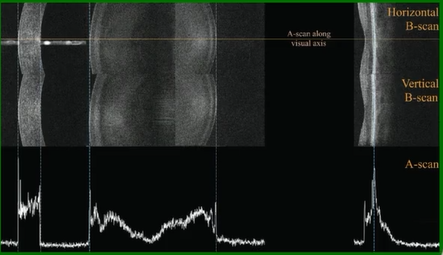 Horizontal
B-scan
A-scan along
visual axis
Vertical
B-scan
A-scan